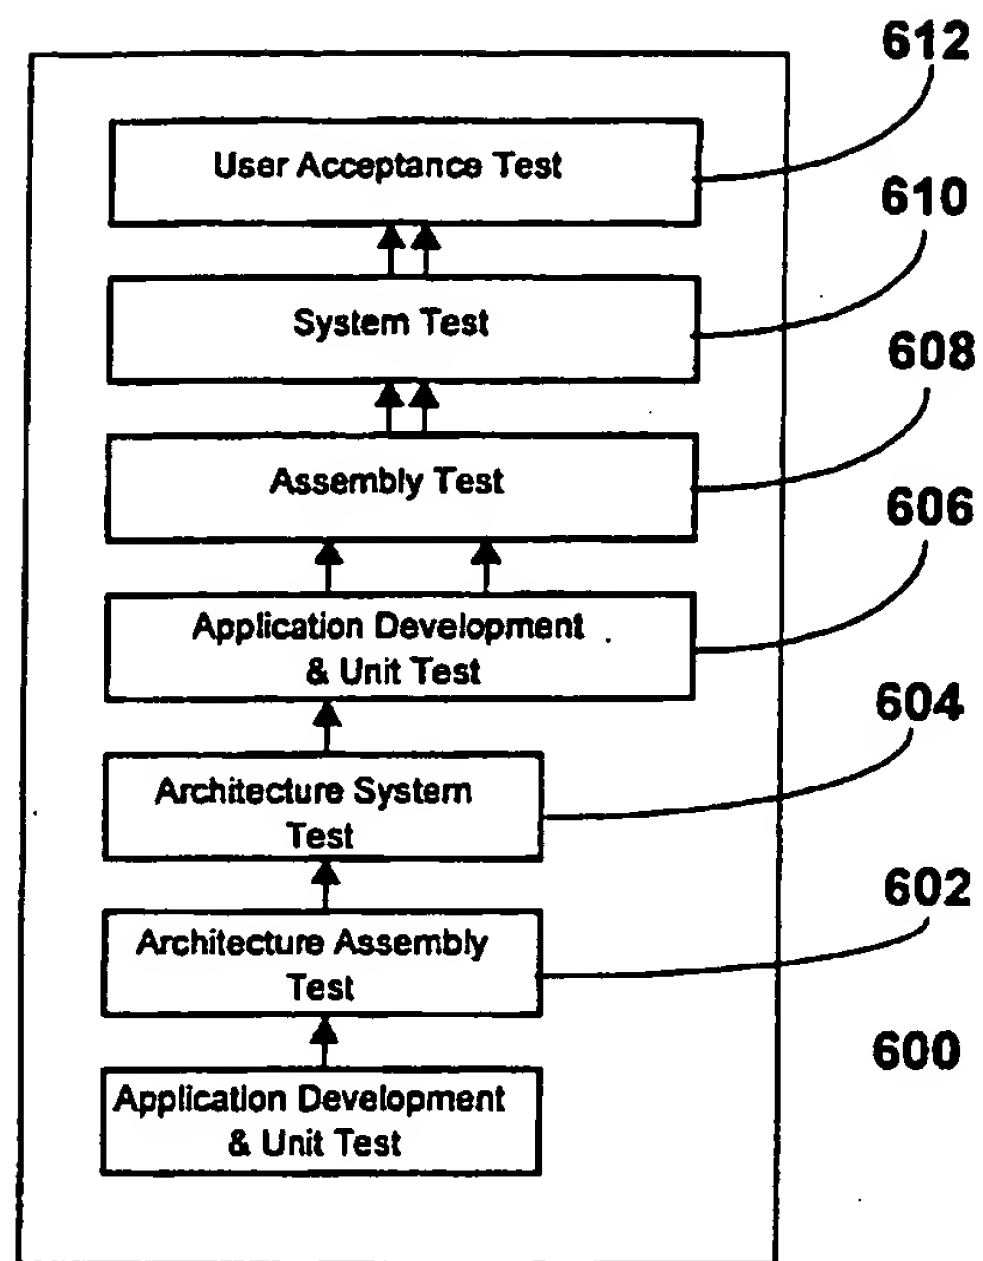 612
User Acceptance Test
610
System Test
608
Assembly Test
606
Application Development
& Unit Test
604
Architecture System
Test
602
Architecture Assembly
Test
600
Application Development
& Unit Test